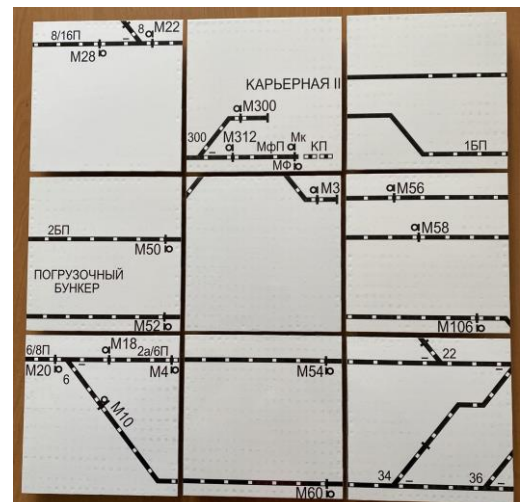 8/16П
8
М22
М28
КАРЬЕРНАЯ II
М300
300
М312
МфП
Мк
КП
МФ
1БП
2БП
М50
ПОГРУЗОЧНЫЙ
БУНКЕР
М52
М3
М56
М58
М106
6/8П
М18
2а/6П
М20
6
М4
М10
М54
М60
22
34
36